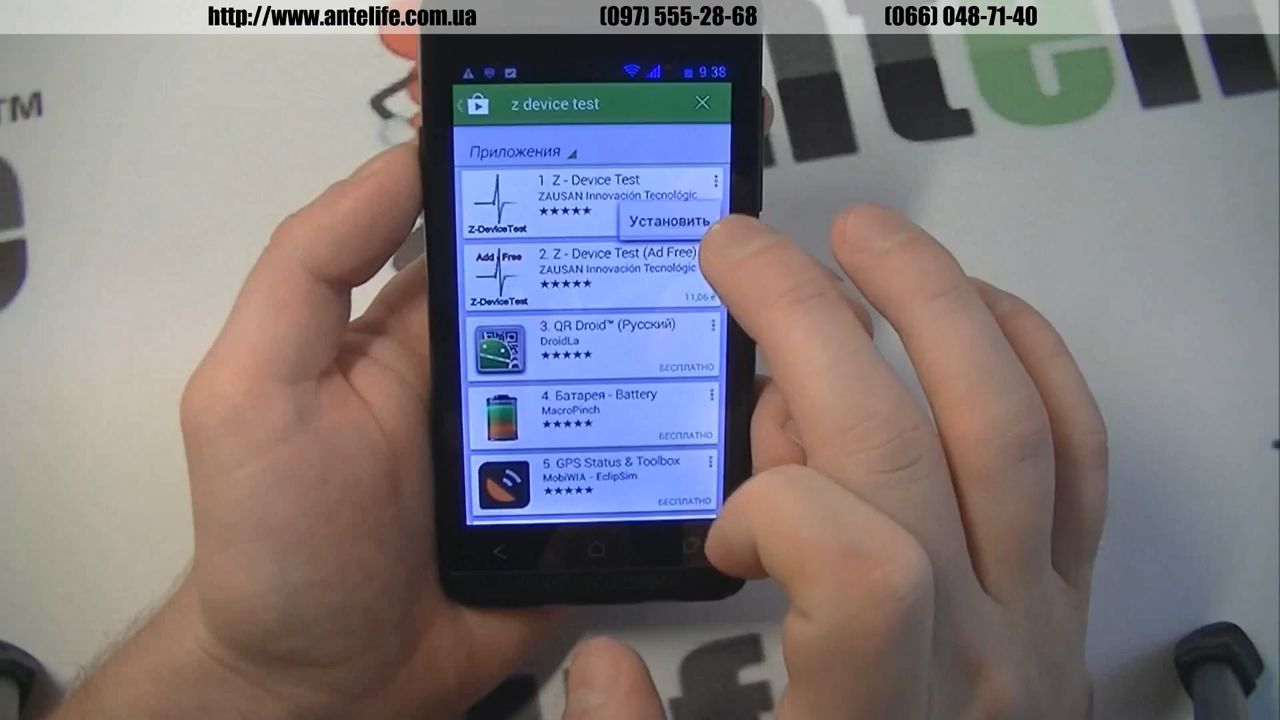 http://www.antelife.com.ua (097) 555-28-68 (066) 048-71-40
TM
9:38
z device test
Приложения
1. Z - Device Test
ZAUSAN Innovación Tecnológic
Z-DeviceTest
Установить
2. Z - Device Test (Ad Free)
Add Free
ZAUSAN Innovación Tecnológic
Z-DeviceTest
11,06 €
3. QR Droid™ (Русский)
DroidLa
БЕСПЛАТНО
4. Батарея - Battery
MacroPinch
БЕСПЛАТНО
5. GPS Status & Toolbox
MobiWIA - EclipSim
БЕСПЛАТНО